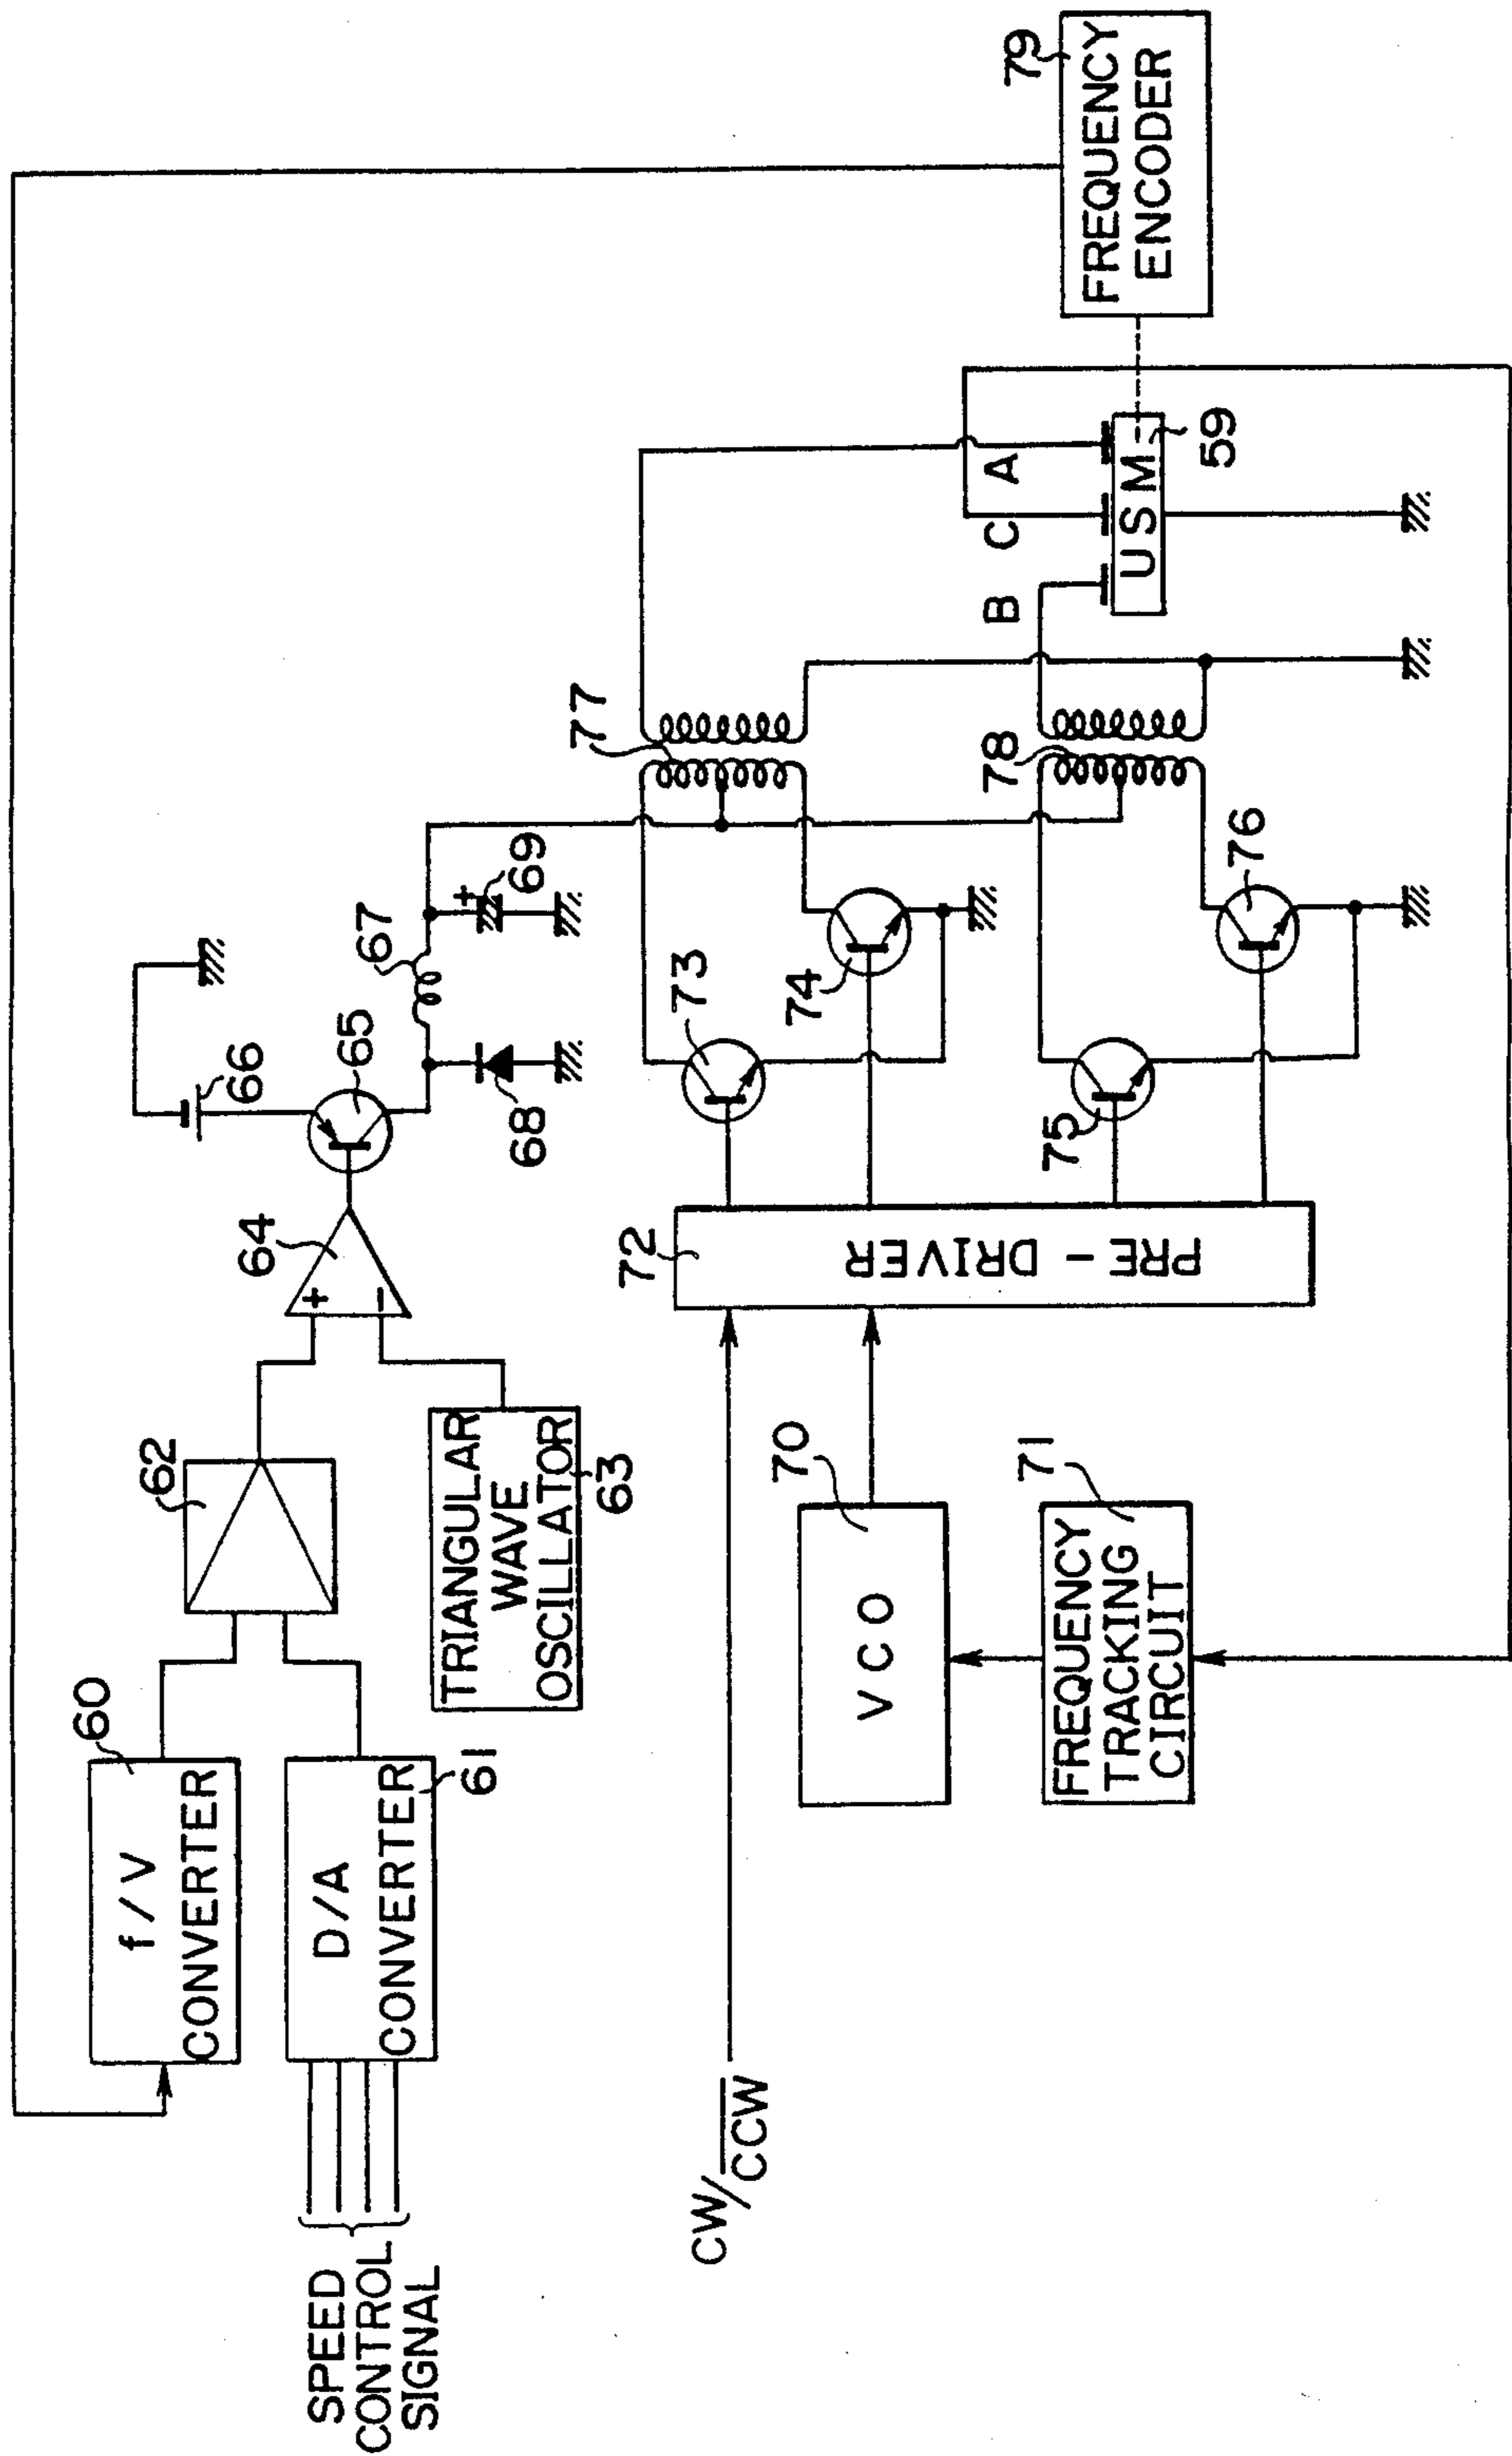 60
f/V
CONVERTER
D/A
CONVERTER
61
SPEED
CONTROL
SIGNAL
62
TRIANGULAR
WAVE
OSCILLATOR
63
64
+
−
65
66
67
68
+
69
CW/C̅C̅W̅
70
VCO
71
FREQUENCY
TRACKING
CIRCUIT
72
PRE-DRIVER
73
74
75
76
77
78
B
C
A
USM
59
79
FREQUENCY
ENCODER